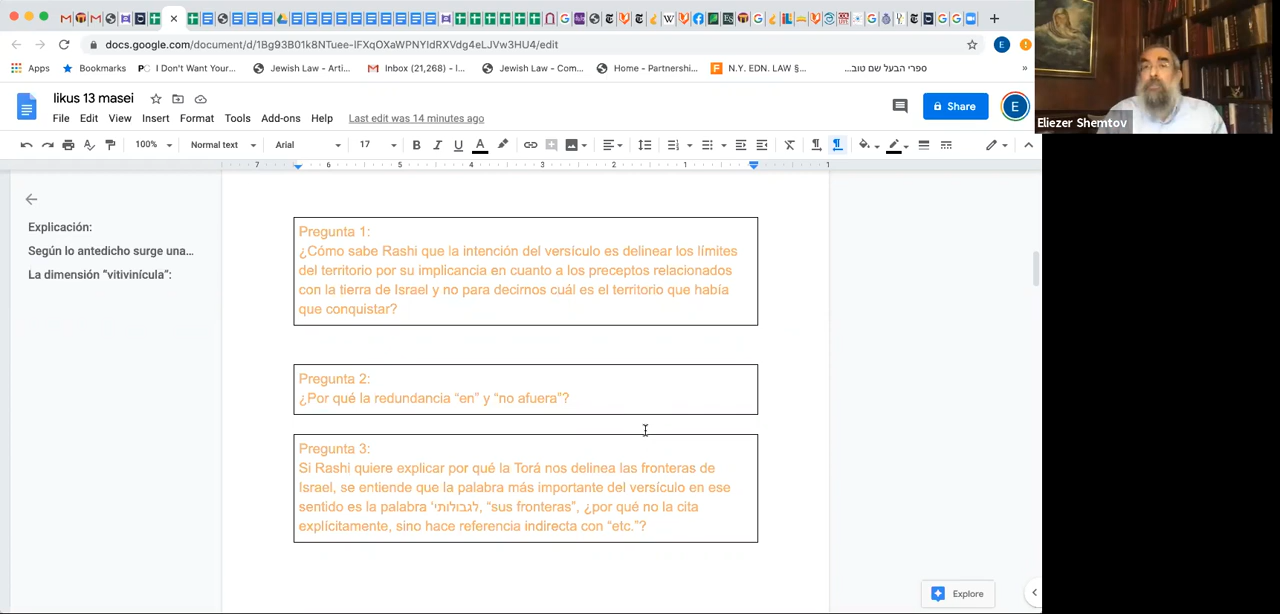 docs.google.com/document/d/1Bg93B01k8NTuee-IFXqOXaWPNYIdRXVdg4eLJVw3HU4/edit
Apps Bookmarks I Don't Want Your... Jewish Law - Arti... Inbox (21,268) - l... Jewish Law - Com... Home - Partnershi... N.Y. EDN. LAW §... ספרי הבעל שם טוב...
likus 13 masei
File Edit View Insert Format Tools Add-ons Help Last edit was 14 minutes ago
Share
E
Eliezer Shemtov
100% Normal text Arial 17
Explicación:
Según lo antedicho surge una...
La dimensión "vitivinícula":
Pregunta 1:
¿Cómo sabe Rashi que la intención del versículo es delinear los límites
del territorio por su implicancia en cuanto a los preceptos relacionados
con la tierra de Israel y no para decirnos cuál es el territorio que había
que conquistar?
Pregunta 2:
¿Por qué la redundancia “en” y “no afuera”?
Pregunta 3:
Si Rashi quiere explicar por qué la Torá nos delinea las fronteras de
Israel, se entiende que la palabra más importante del versículo en ese
sentido es la palabra לגבולותי', “sus fronteras”, ¿por qué no la cita
explícitamente, sino hace referencia indirecta con “etc.”?
Explore